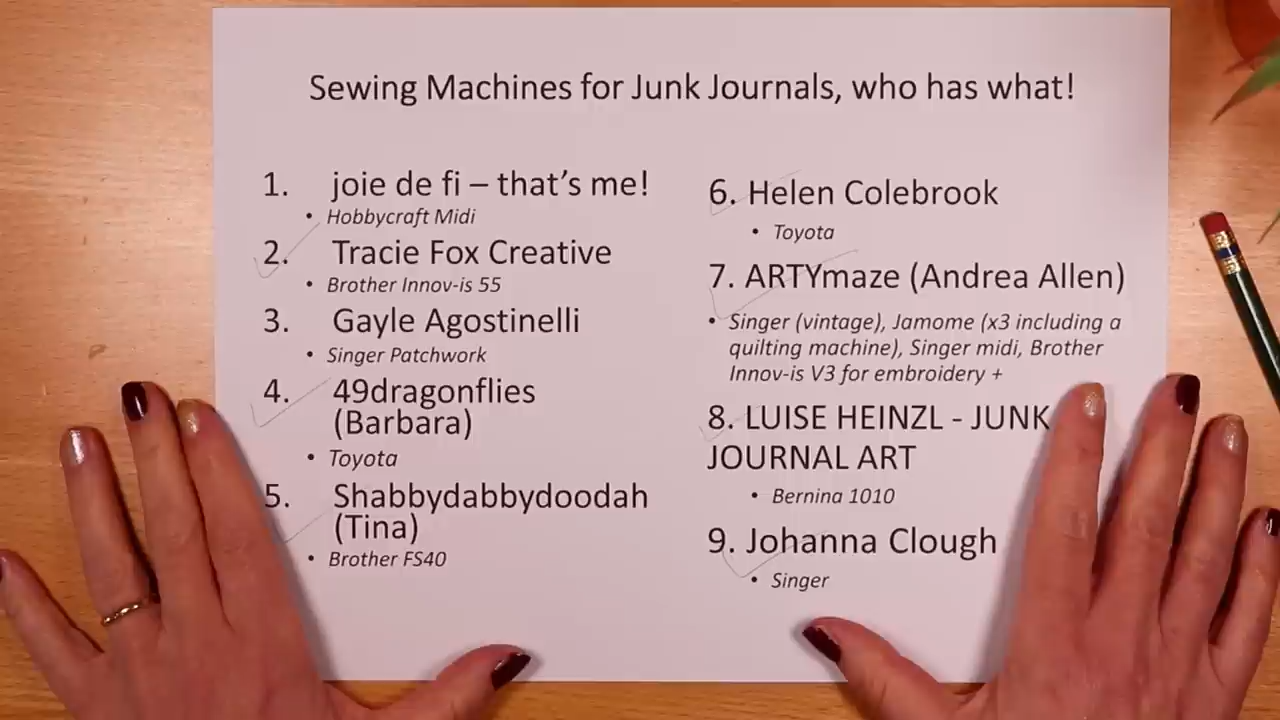 Sewing Machines for Junk Journals, who has what!
1. joie de fi – that's me!
• Hobbycraft Midi
2. Tracie Fox Creative
• Brother Innov-is 55
3. Gayle Agostinelli
• Singer Patchwork
4. 49dragonflies
(Barbara)
• Toyota
5. Shabbydabbydoodah
(Tina)
• Brother FS40
6. Helen Colebrook
• Toyota
7. ARTYmaze (Andrea Allen)
• Singer (vintage), Jamome (x3 including a
quilting machine), Singer midi, Brother
Innov-is V3 for embroidery +
8. LUISE HEINZL - JUNK
JOURNAL ART
• Bernina 1010
9. Johanna Clough
• Singer